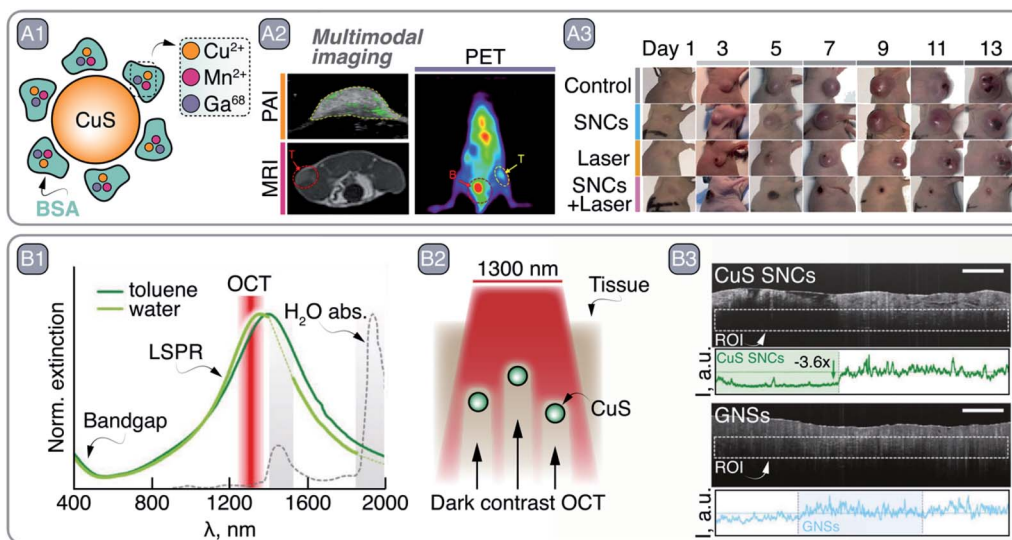 A1
Cu2+
Mn2+
Ga68
CuS
BSA
A2
Multimodal
imaging
PET
PAI
MRI
T
B
T
A3
Day 1 3 5 7 9 11 13
Control
SNCs
Laser
SNCs
+Laser
B1
toluene
water
OCT
H2O abs.
LSPR
Bandgap
Norm. extinction
400 800 1200 1600 2000
λ, nm
B2
1300 nm
Tissue
CuS
Dark contrast OCT
B3
CuS SNCs
ROI
CuS SNCs
-3.6x
I, a.u.
GNSs
ROI
I, a.u.
GNSs